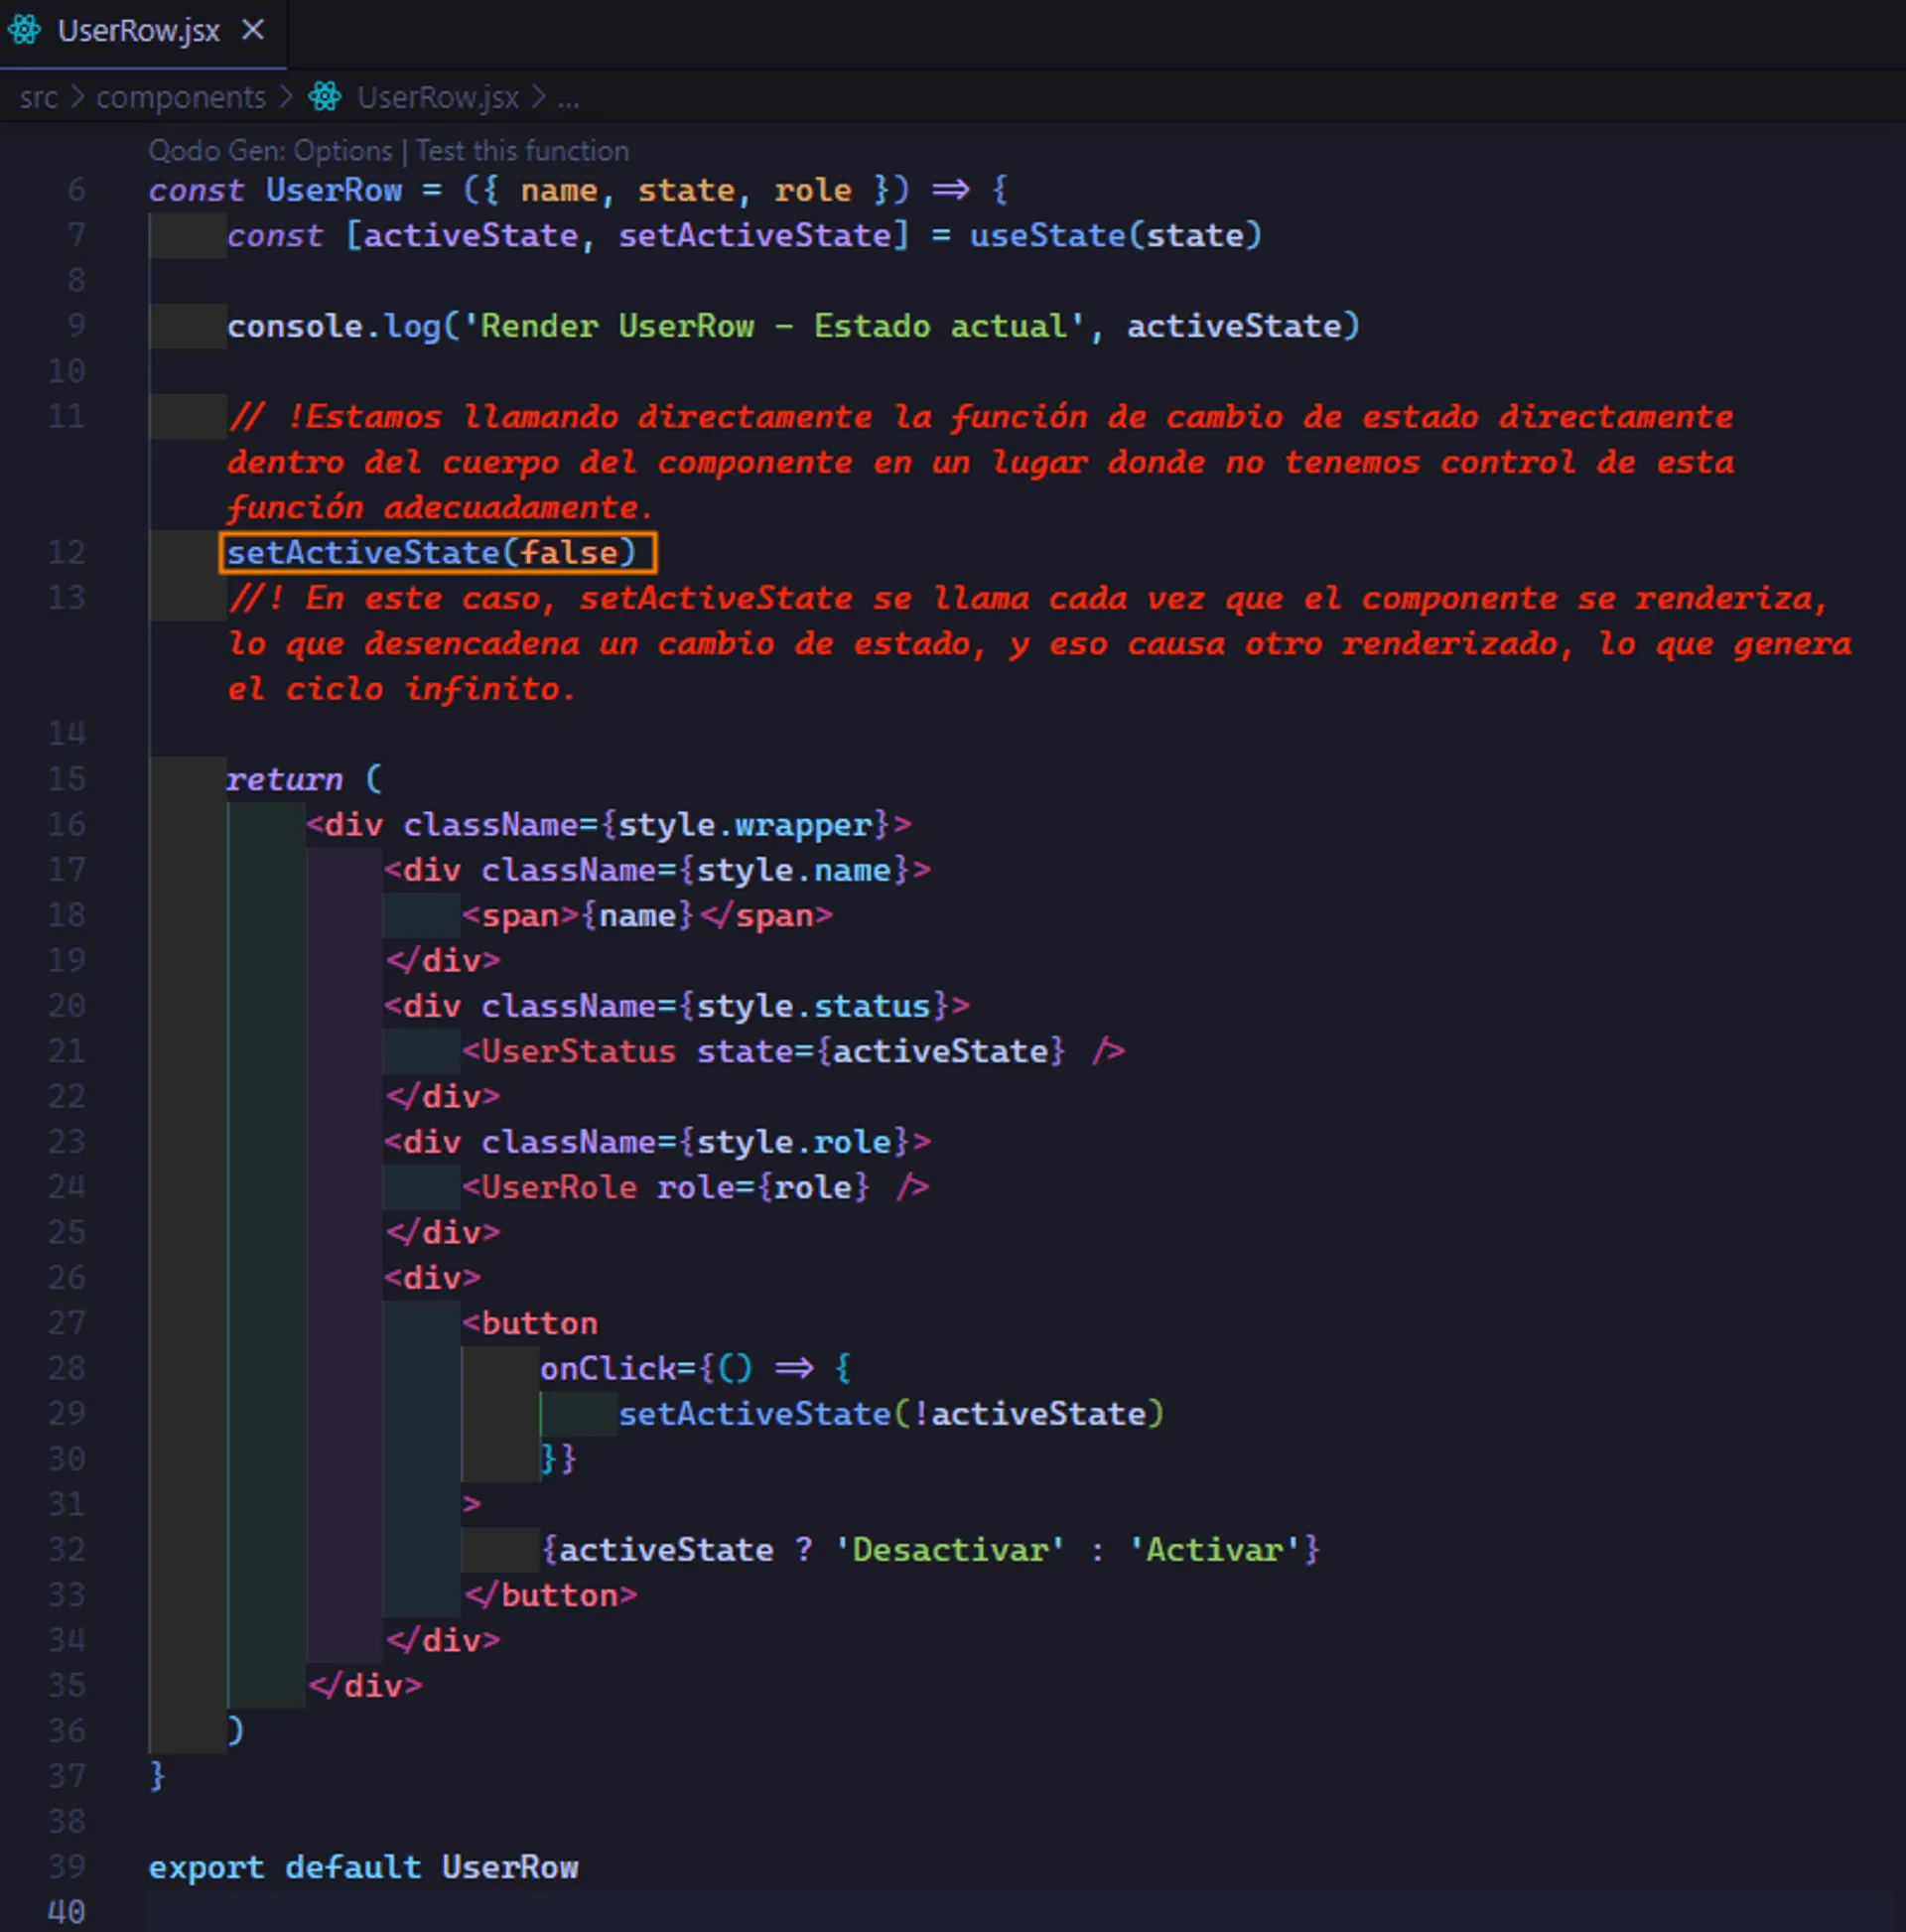 UserRow.jsx ×
src > components > UserRow.jsx > ...
Qodo Gen: Options | Test this function
6 const UserRow = ({ name, state, role }) => {
7 const [activeState, setActiveState] = useState(state)
8
9 console.log('Render UserRow - Estado actual', activeState)
10
11 // !Estamos llamando directamente la función de cambio de estado directamente
dentro del cuerpo del componente en un lugar donde no tenemos control de esta
función adecuadamente.
12 setActiveState(false)
13 //! En este caso, setActiveState se llama cada vez que el componente se renderiza,
lo que desencadena un cambio de estado, y eso causa otro renderizado, lo que genera
el ciclo infinito.
14
15 return (
16 <div className={style.wrapper}>
17 <div className={style.name}>
18 <span>{name}</span>
19 </div>
20 <div className={style.status}>
21 <UserStatus state={activeState} />
22 </div>
23 <div className={style.role}>
24 <UserRole role={role} />
25 </div>
26 <div>
27 <button
28 onClick={() => {
29 setActiveState(!activeState)
30 }}
31 >
32 {activeState ? 'Desactivar' : 'Activar'}
33 </button>
34 </div>
35 </div>
36 )
37 }
38
39 export default UserRow
40